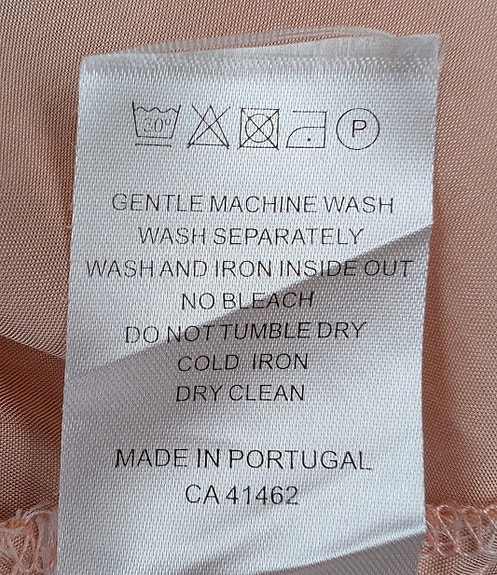 30° P
GENTLE MACHINE WASH
WASH SEPARATELY
WASH AND IRON INSIDE OUT
NO BLEACH
DO NOT TUMBLE DRY
COLD IRON
DRY CLEAN
MADE IN PORTUGAL
CA 41462